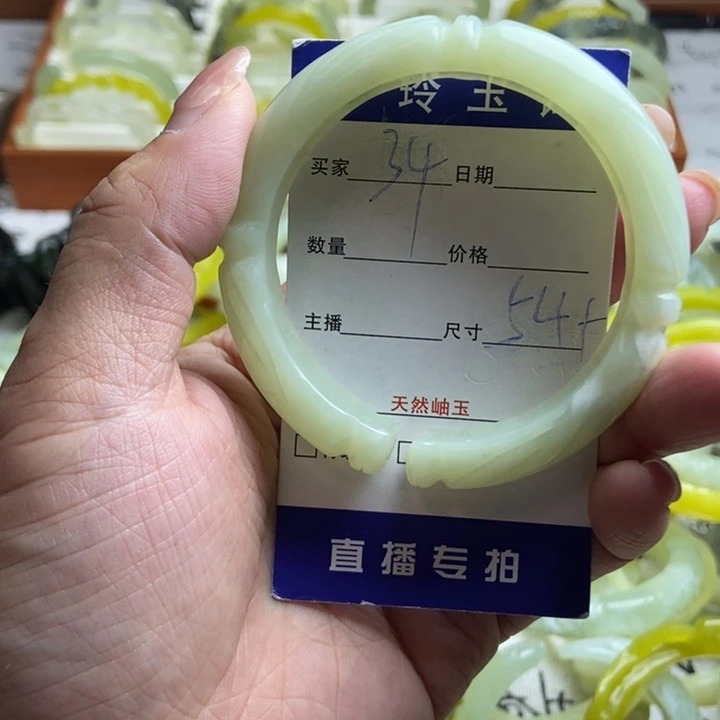 玲玉
买家 34 日期
数量 价格
主播 尺寸 54+
天然岫玉
直播专拍